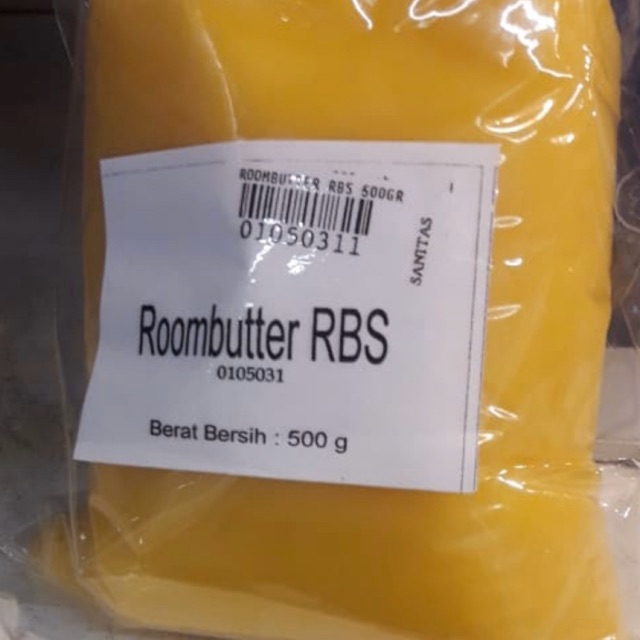 ROOMBUTTER RBS 500GR
01050311
SANITAS
Roombutter RBS
0105031
Berat Bersih : 500 g